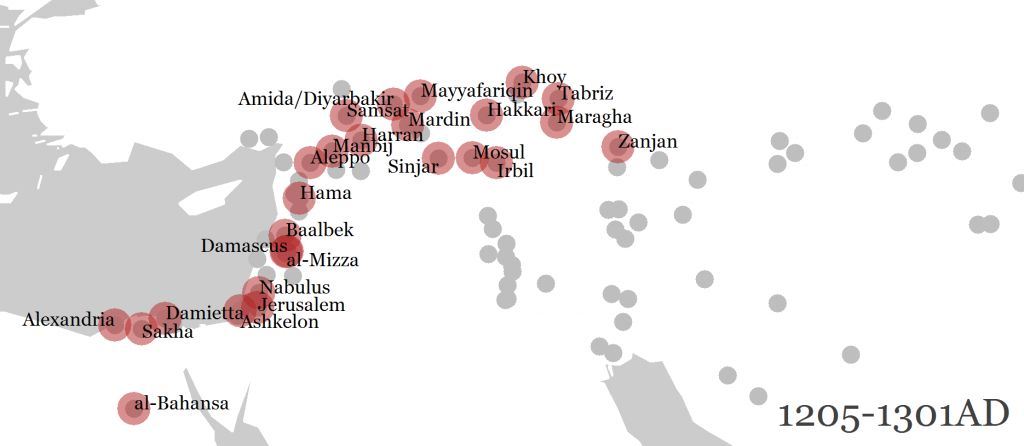 Khoy
Mayyafariqin
Tabriz
Amida/Diyarbakir
Samsat
Hakkari
Maragha
Mardin
Harran
Zanjan
Manbij
Aleppo
Mosul
Sinjar
Irbil
Hama
Baalbek
Damascus
al-Mizza
Nabulus
Jerusalem
Damietta
Alexandria
Ashkelon
Sakha
al-Bahansa
1205-1301AD